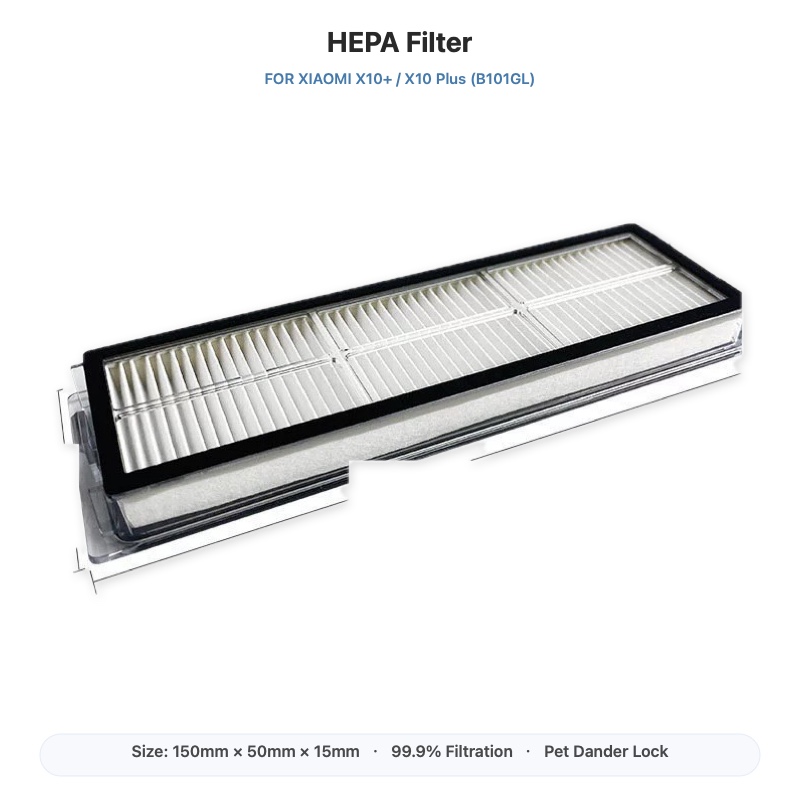 HEPA Filter
FOR XIAOMI X10+ / X10 Plus (B101GL)
Size: 150mm × 50mm × 15mm · 99.9% Filtration · Pet Dander Lock